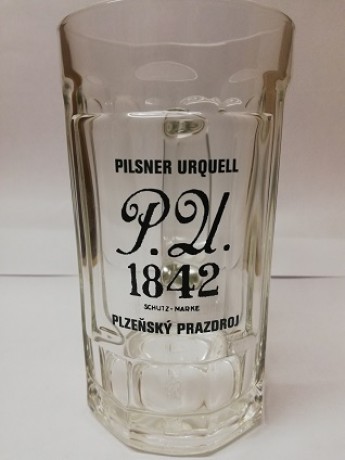 PILSNER URQUELL
P.U.
1842
SCHUTZ-MARKE
PLZEŇSKÝ PRAZDROJ